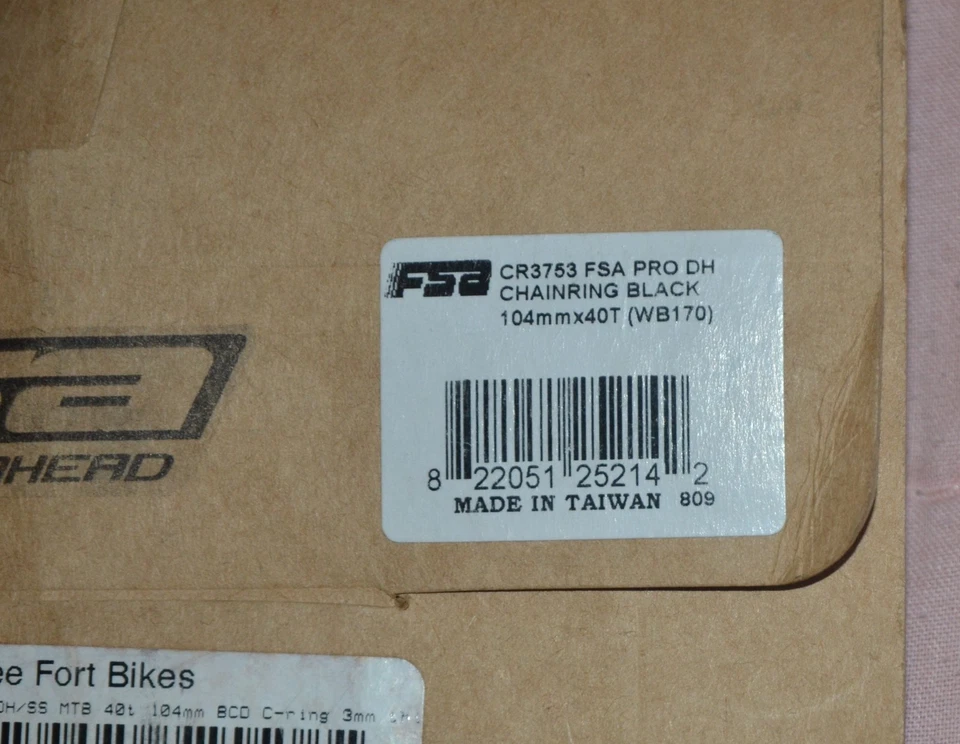 FSA CR3753 FSA PRO DH
CHAINRING BLACK
104mmx40T (WB170)
8 22051 25214 2
MADE IN TAIWAN 809
HEAD
ee Fort Bikes
DH/SS MTB 40t 104mm BCD C-ring 3mm